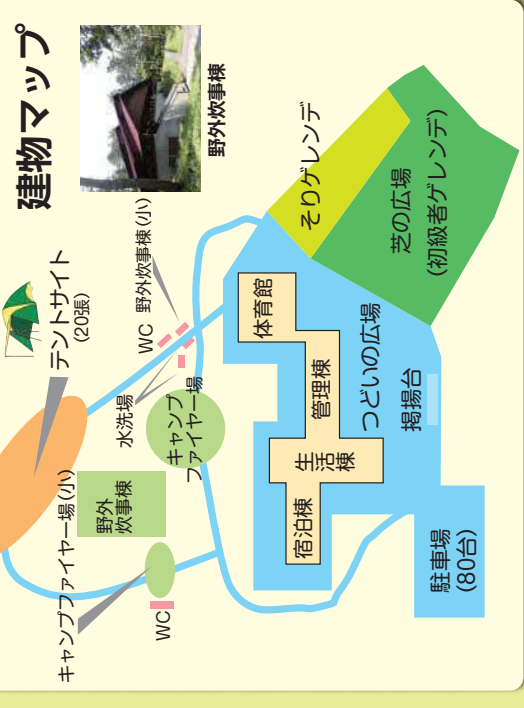 建物マップ
野外炊事棟
テントサイト
(20張)
WC
野外炊事棟(小)
水洗場
キャンプ
ファイヤー場
キャンプファイヤー場(小)
野外
炊事棟
WC
そりゲレンデ
芝の広場
(初級者ゲレンデ)
体育館
管理棟
生活
棟
宿泊棟
つどいの広場
掲揚台
駐車場
(80台)